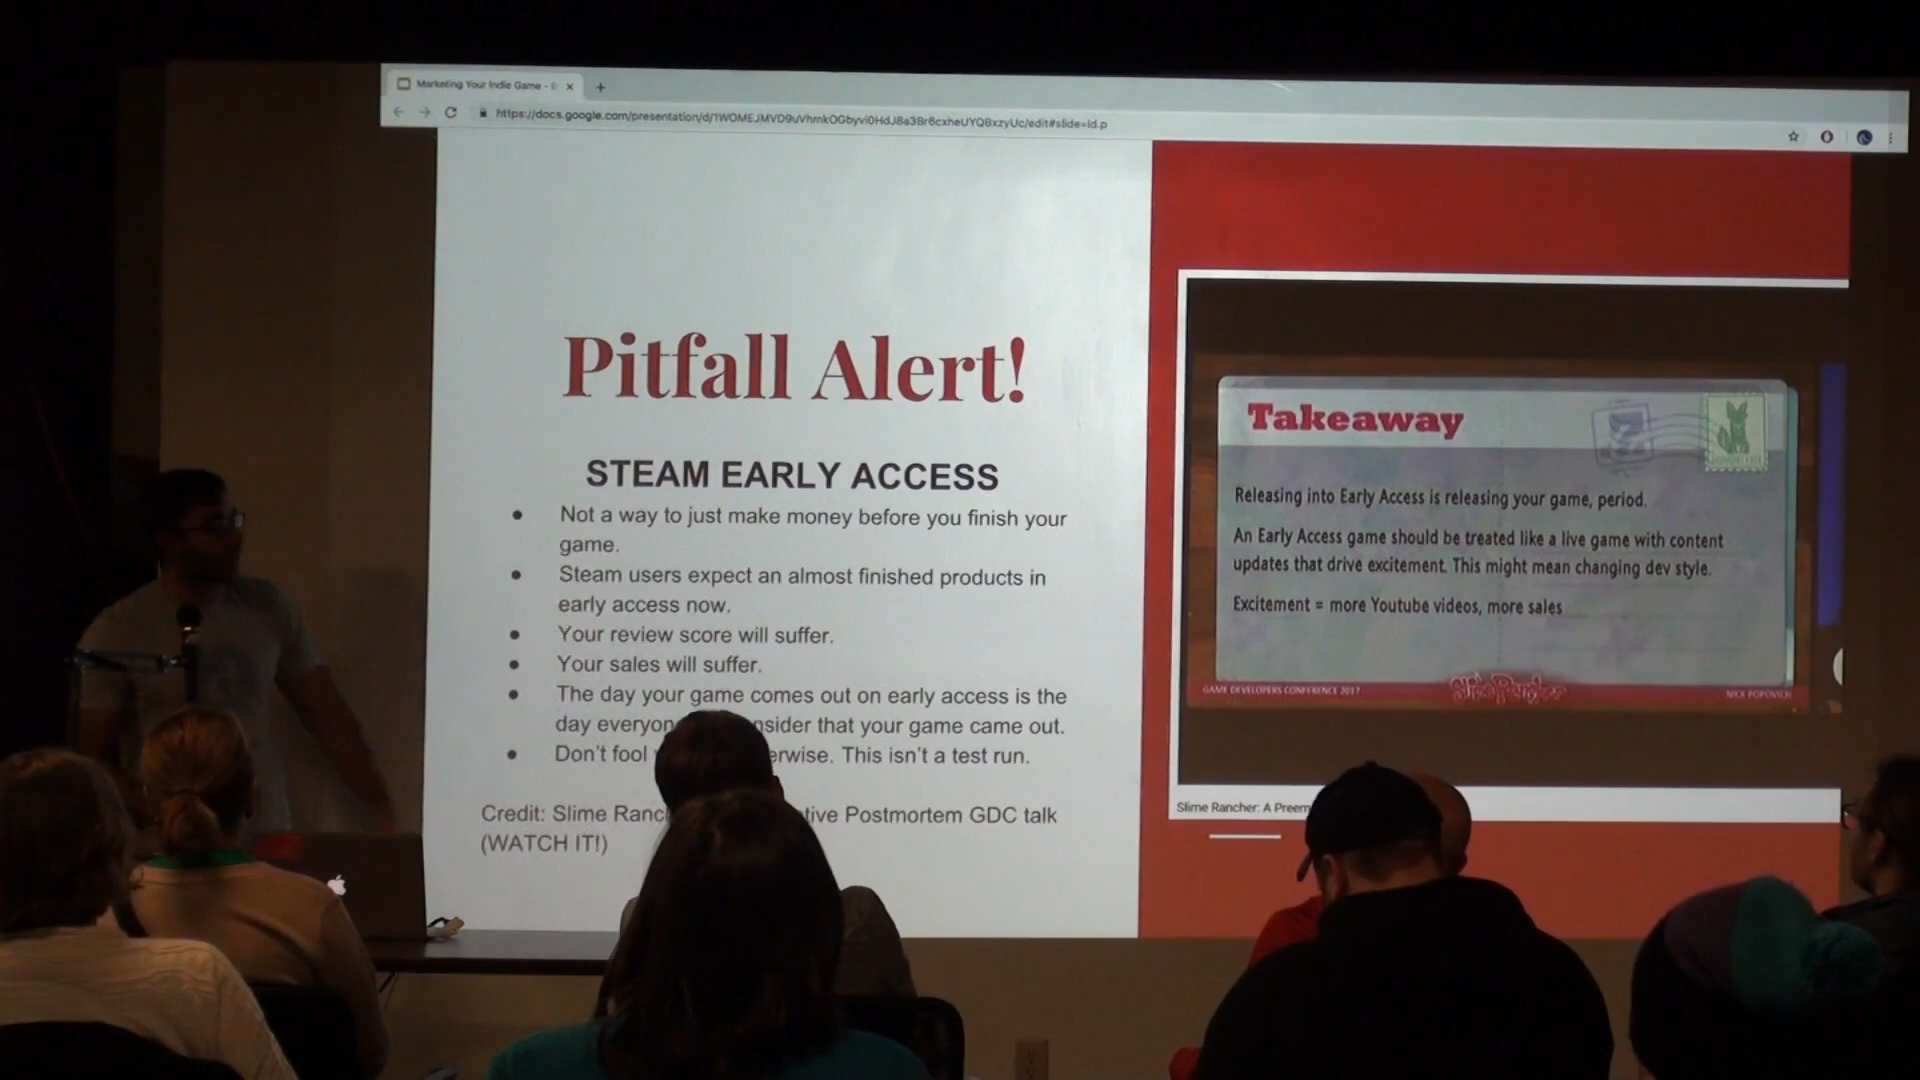 Marketing Your Indie Game -
https://docs.google.com/presentation/d/
Pitfall Alert!
STEAM EARLY ACCESS
Not a way to just make money before you finish your
game.
Steam users expect an almost finished products in
early access now.
Your review score will suffer.
Your sales will suffer.
The day your game comes out on early access is the
day everyon nsider that your game came out.
Don't fool erwise. This isn't a test run.
Credit: Slime Ranc tive Postmortem GDC talk
(WATCH IT!)
Takeaway
Releasing into Early Access is releasing your game, period.
An Early Access game should be treated like a live game with content
updates that drive excitement. This might mean changing dev style.
Excitement = more Youtube videos, more sales
GAME DEVELOPERS CONFERENCE 2017
Slime Rancher
NICK POPOVICH
Slime Rancher: A Preem